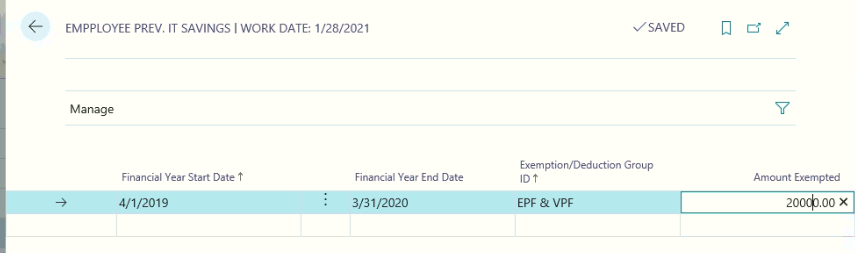 EMPPLOYEE PREV. IT SAVINGS | WORK DATE: 1/28/2021
✓SAVED
Manage
Financial Year Start Date ↑
Financial Year End Date
Exemption/Deduction Group
ID ↑
Amount Exempted
→ 4/1/2019 ⋮ 3/31/2020 EPF & VPF 20000.00 ×